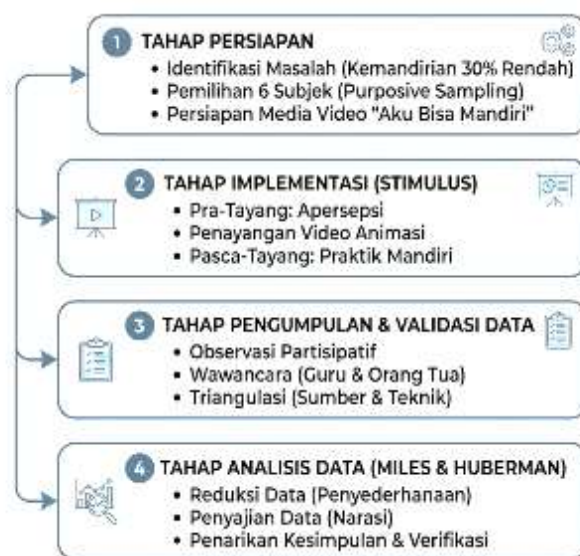 1 TAHAP PERSIAPAN
• Identifikasi Masalah (Kemandirian 30% Rendah)
• Pemilihan 6 Subjek (Purposive Sampling)
• Persiapan Media Video "Aku Bisa Mandiri"
2 TAHAP IMPLEMENTASI (STIMULUS)
• Pra-Tayang: Apersepsi
• Penayangan Video Animasi
• Pasca-Tayang: Praktik Mandiri
3 TAHAP PENGUMPULAN & VALIDASI DATA
• Observasi Partisipatif
• Wawancara (Guru & Orang Tua)
• Triangulasi (Sumber & Teknik)
4 TAHAP ANALISIS DATA (MILES & HUBERMAN)
• Reduksi Data (Penyederhanaan)
• Penyajian Data (Narasi)
• Penarikan Kesimpulan & Verifikasi